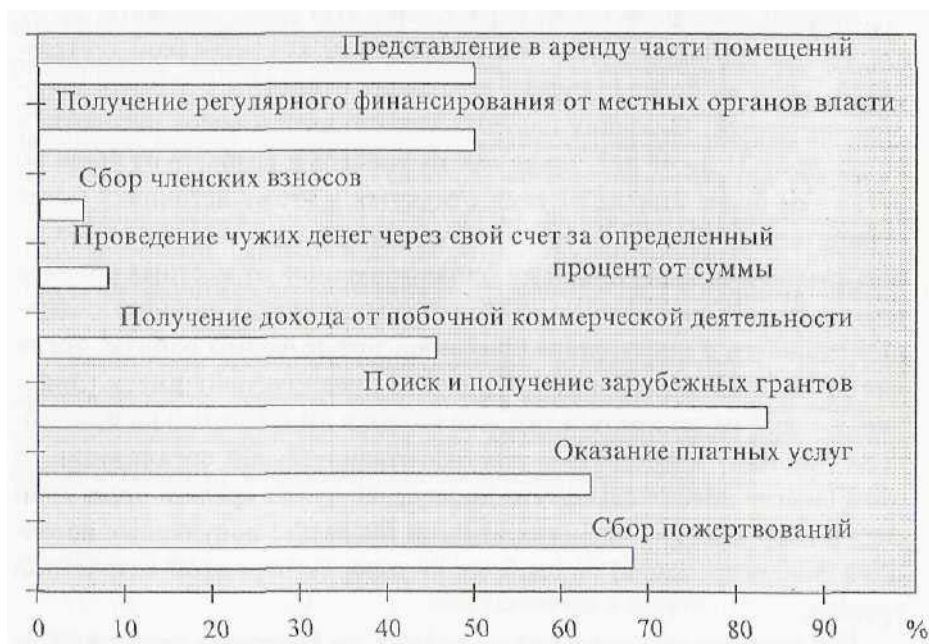 Представление в аренду части помещений
Получение регулярного финансирования от местных органов власти
Сбор членских взносов
Проведение чужих денег через свой счет за определенный
процент от суммы
Получение дохода от побочной коммерческой деятельности
Поиск и получение зарубежных грантов
Оказание платных услуг
Сбор пожертвований
0 10 20 30 40 50 60 70 80 90 %